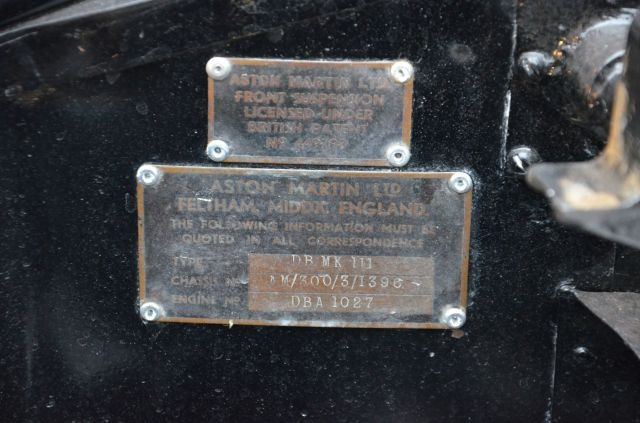 ASTON MARTIN LTD
FRONT SUSPENSION
LICENSED UNDER
BRITISH PATENT
Nº
ASTON MARTIN LTD
FELTHAM, MIDDX, ENGLAND
THE FOLLOWING INFORMATION MUST BE
QUOTED IN ALL CORRESPONDENCE
TYPE DB MK III
CHASSIS Nº AM/300/3/1396
ENGINE Nº DBA 1027